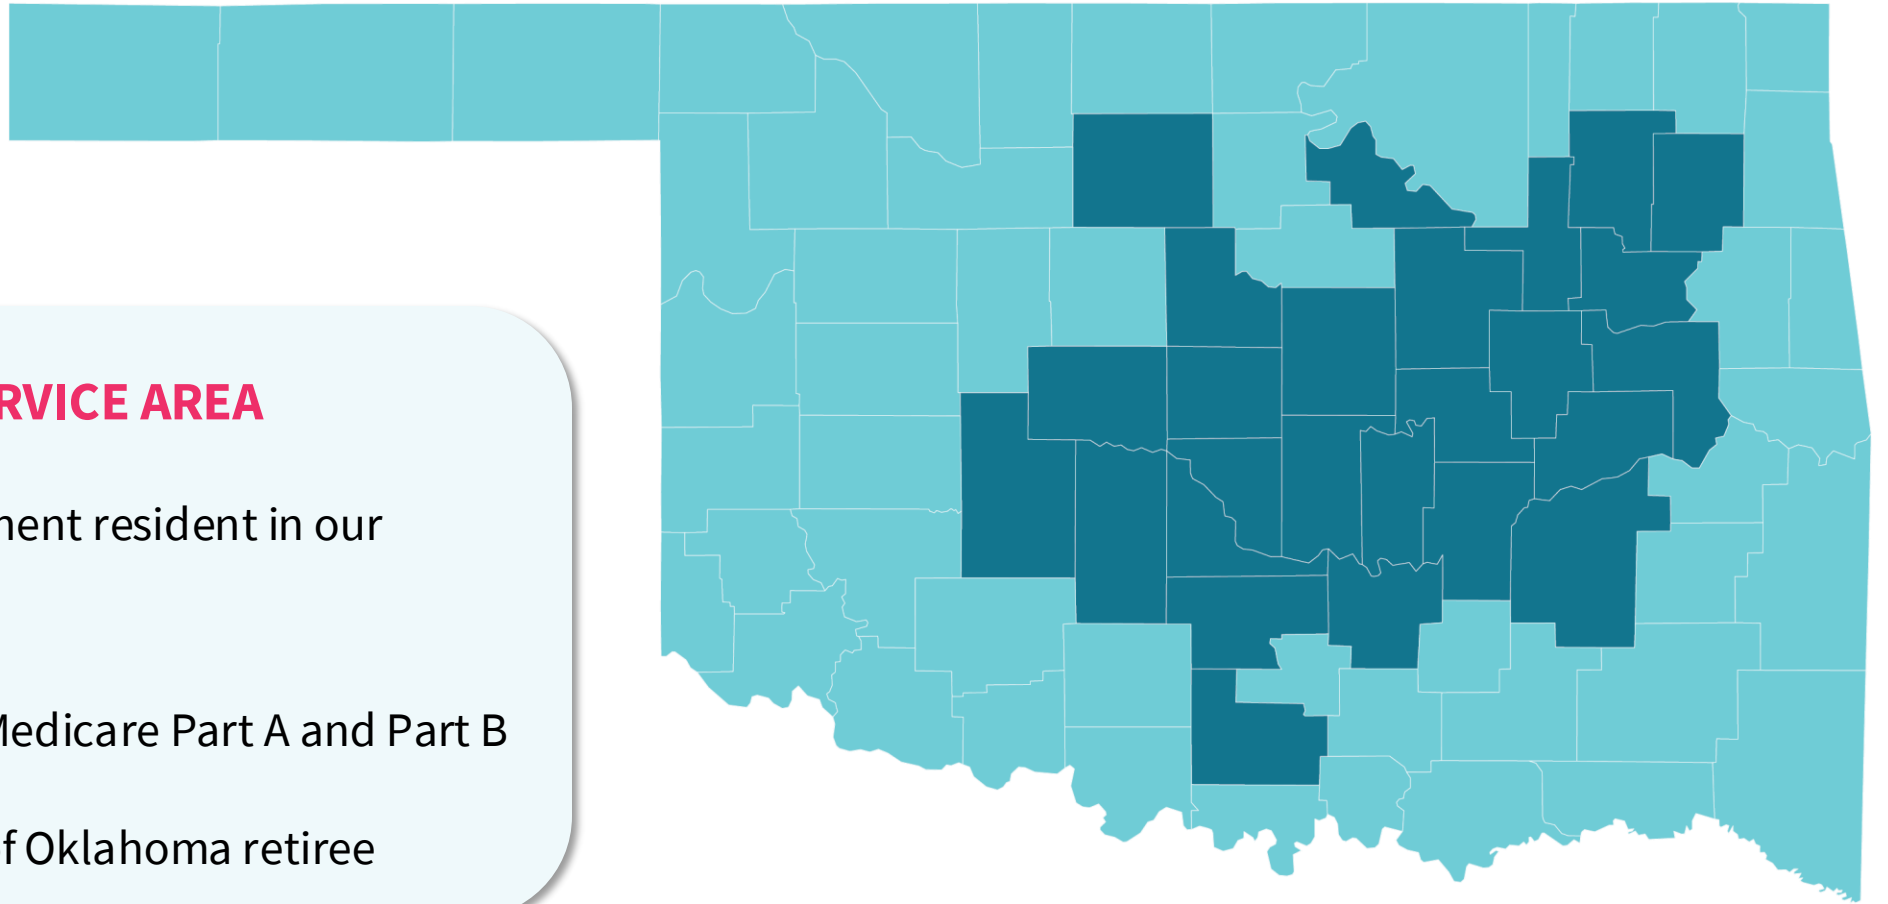 RVICE AREA
nent resident in our
Medicare Part A and Part B
f Oklahoma retiree